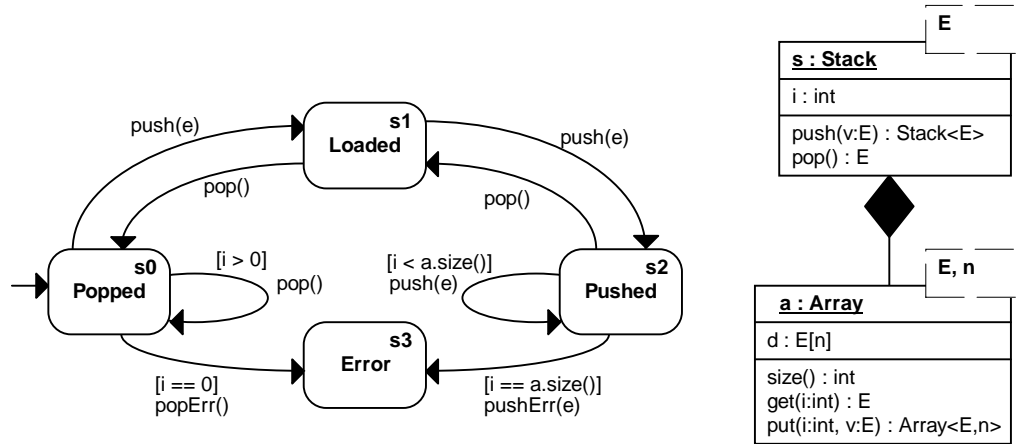 s1
Loaded
push(e)
push(e)
pop()
pop()
s0
Popped
[i > 0]
pop()
[i < a.size()]
push(e)
s2
Pushed
s3
Error
[i == 0]
popErr()
[i == a.size()]
pushErr(e)
E
s : Stack
i : int
push(v:E) : Stack<E>
pop() : E
E, n
a : Array
d : E[n]
size() : int
get(i:int) : E
put(i:int, v:E) : Array<E,n>